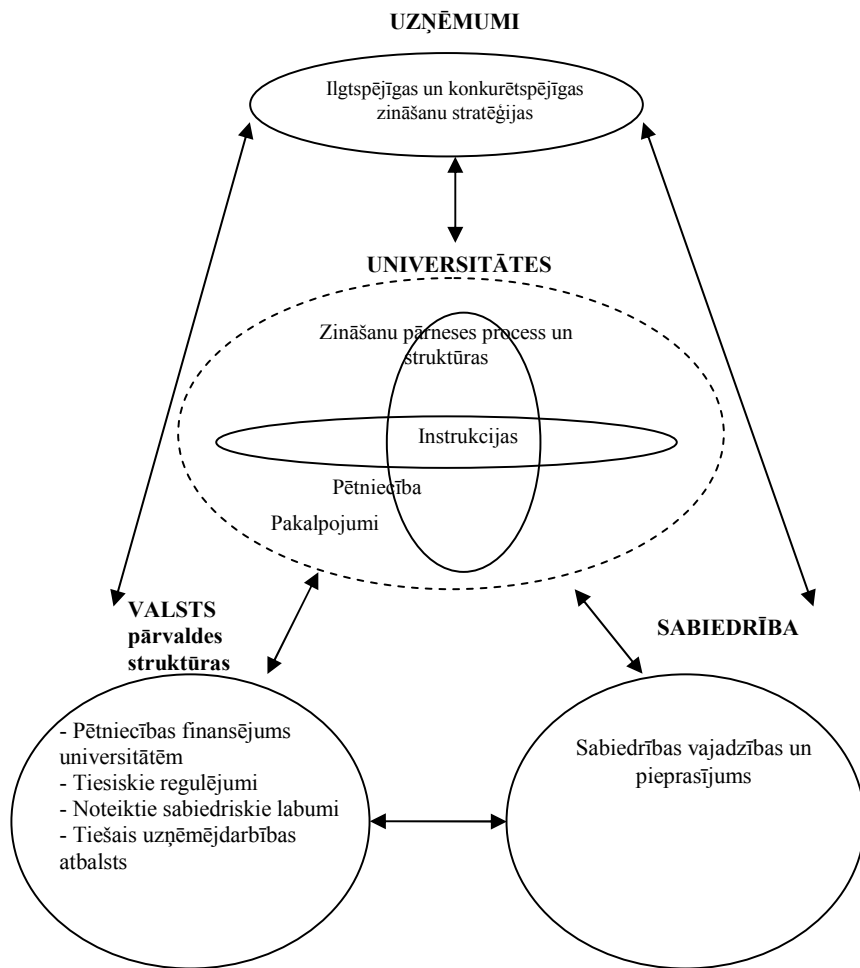 UZŅĒMUMI
Ilgtspējīgas un konkurētspējīgas
zināšanu stratēģijas
UNIVERSITĀTES
Zināšanu pārneses process un
struktūras
Instrukcijas
Pētniecība
Pakalpojumi
VALSTS
pārvaldes
struktūras
- Pētniecības finansējums
universitātēm
- Tiesiskie regulējumi
- Noteiktie sabiedriskie labumi
- Tiešais uzņēmējdarbības
atbalsts
SABIEDRĪBA
Sabiedrības vajadzības un
pieprasījums